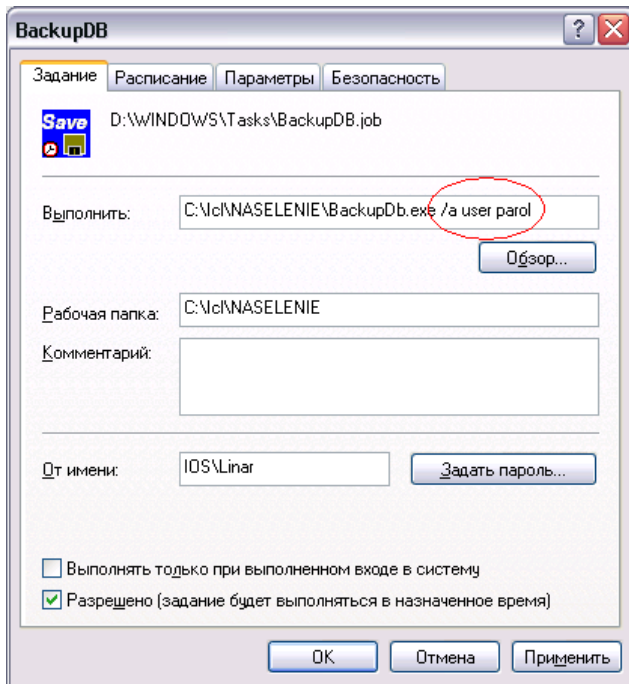 BackupDB
Задание Расписание Параметры Безопасность
Save D:\WINDOWS\Tasks\BackupDB.job
Выполнить: C:\Icl\NASELENIE\BackupDb.exe /a user parol
Обзор...
Рабочая папка: C:\Icl\NASELENIE
Комментарий:
От имени: IOS\Linar Задать пароль...
Выполнять только при выполненном входе в систему
Разрешено (задание будет выполняться в назначенное время)
OK Отмена Применить